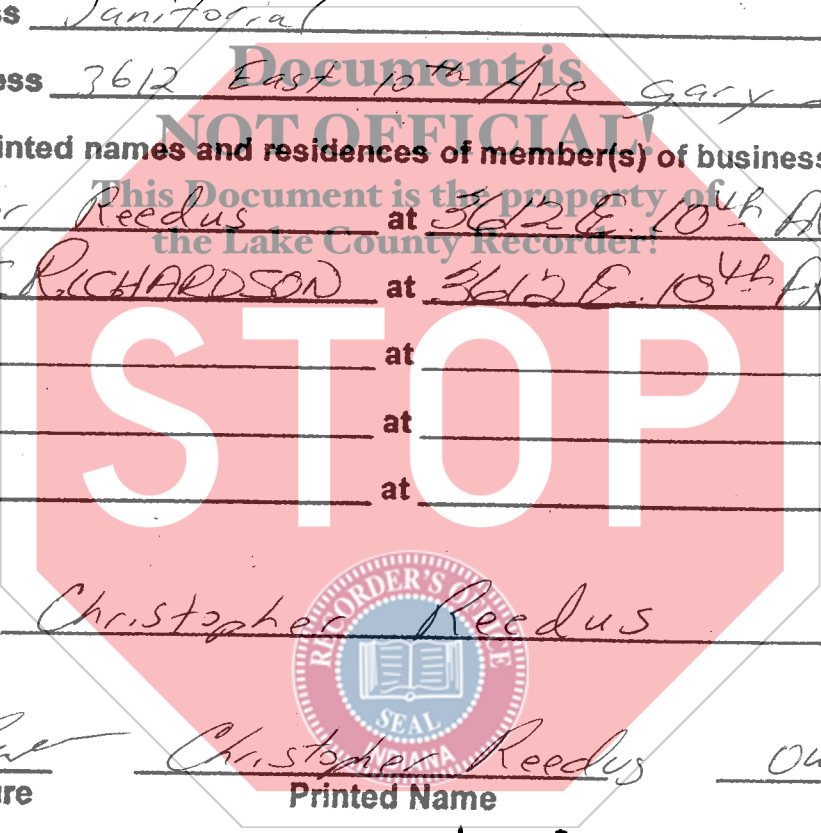 ss Janitorial
Document is
ess 3612 East 10th Ave Gary
NOT OFFICIAL!
inted names and residences of member(s) of business
This Document is the property of
r Reedus at 3612 E. 10th A
the Lake County Recorder!
RICHARDSON at 3612 E. 10th A
at
STOP
at
at
RECORDER'S OFFICE
Christopher Reedus
SEAL
INDIANA
Christopher Reedus Ow
ure Printed Name